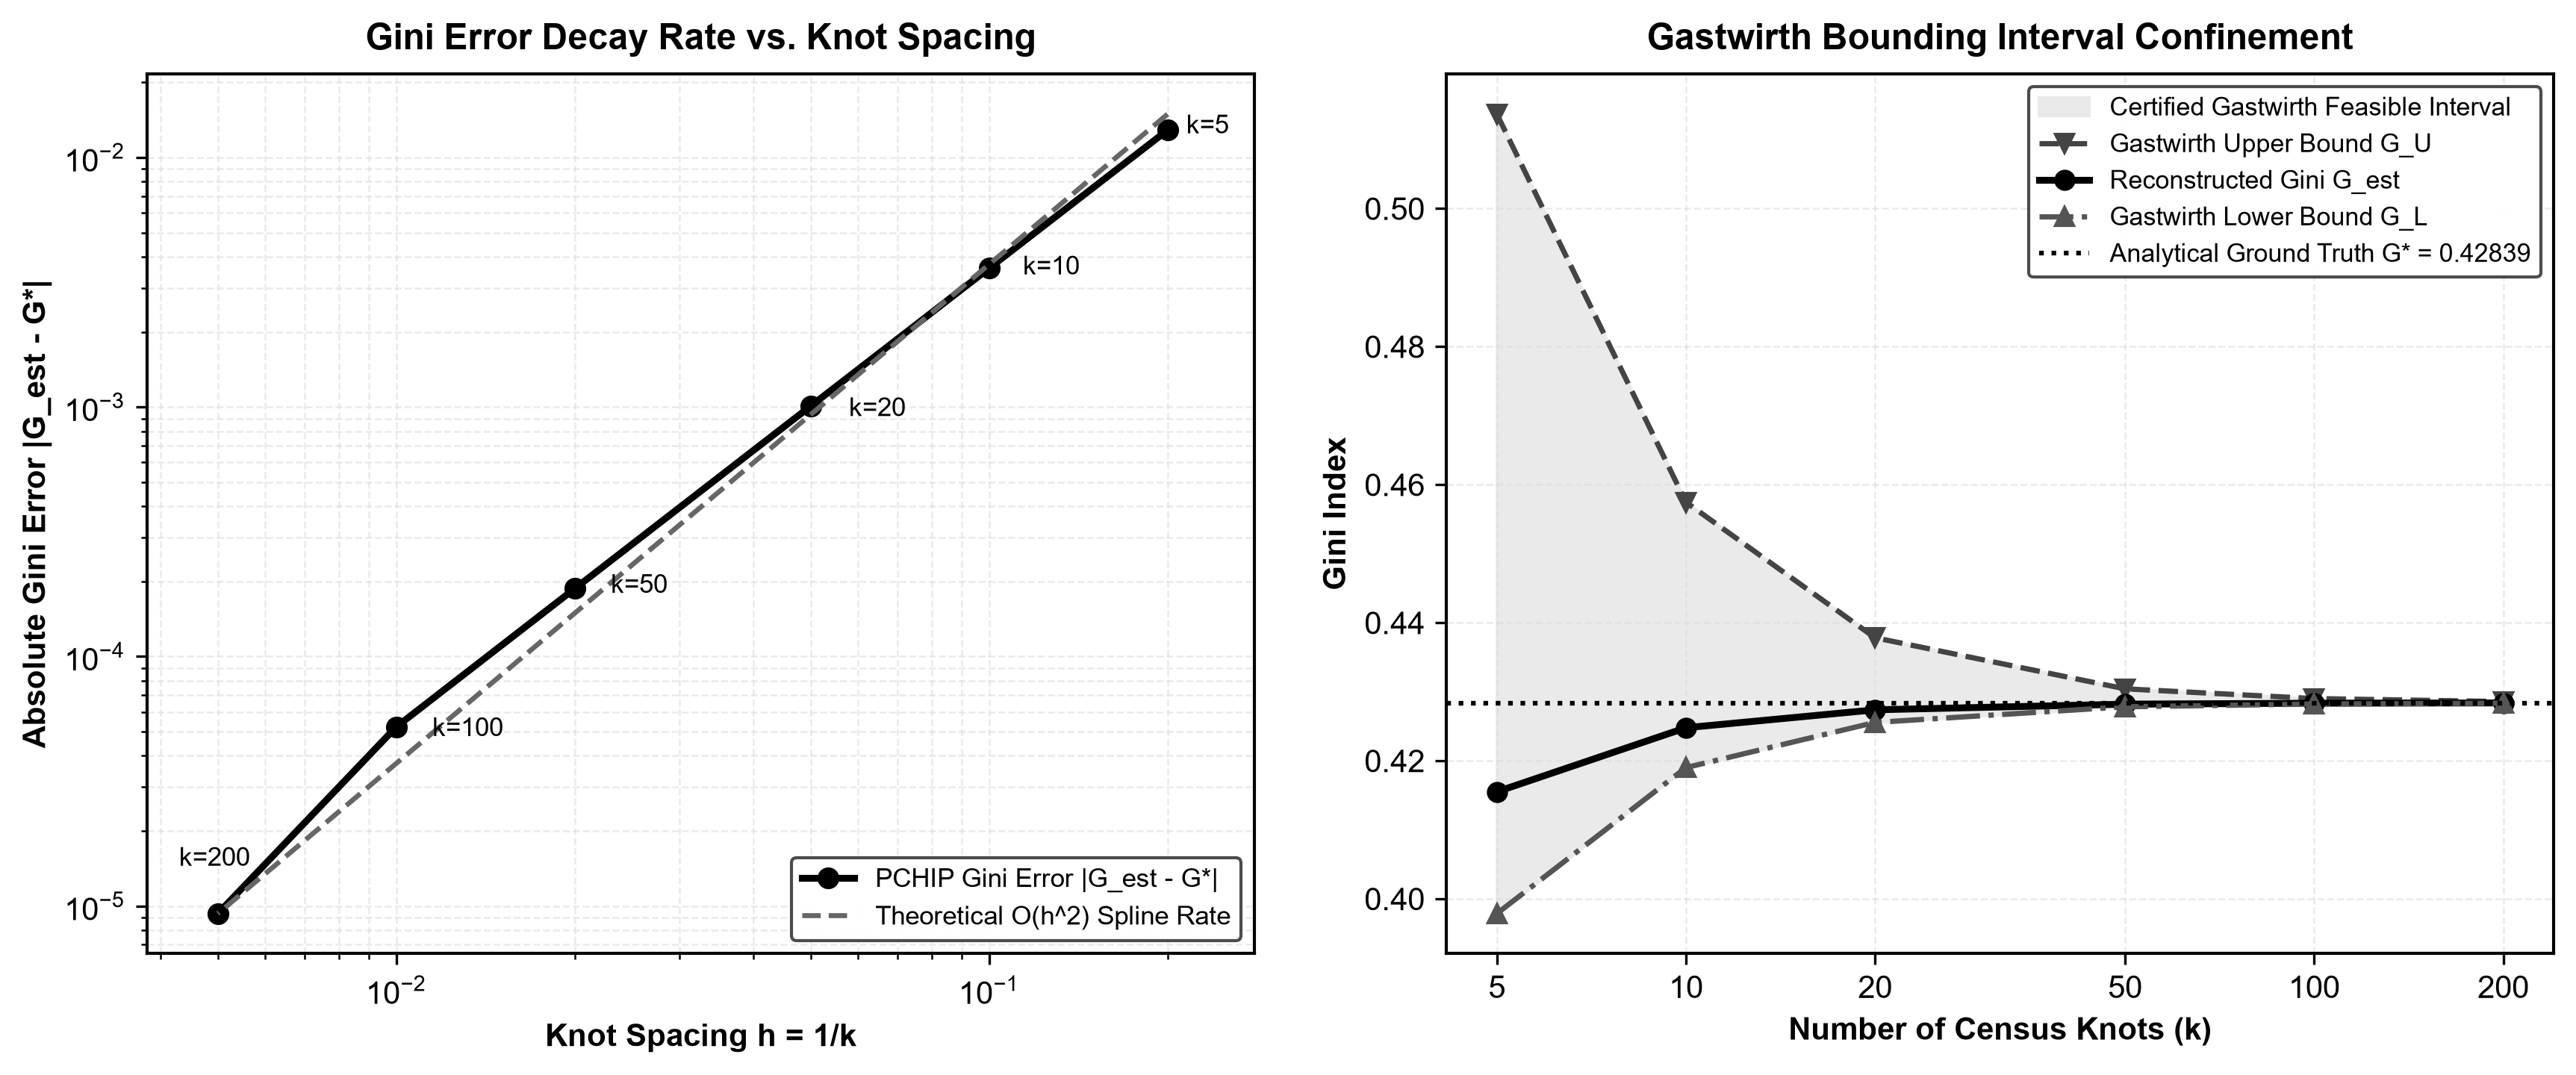 Gini Error Decay Rate vs. Knot Spacing
Absolute Gini Error |G_est - G*|
10⁻²
10⁻³
10⁻⁴
10⁻⁵
k=5
k=10
k=20
k=50
k=100
k=200
PCHIP Gini Error |G_est - G*|
Theoretical O(h^2) Spline Rate
10⁻²
10⁻¹
Knot Spacing h = 1/k
Gastwirth Bounding Interval Confinement
Gini Index
0.50
0.48
0.46
0.44
0.42
0.40
Certified Gastwirth Feasible Interval
Gastwirth Upper Bound G_U
Reconstructed Gini G_est
Gastwirth Lower Bound G_L
Analytical Ground Truth G* = 0.42839
5
10
20
50
100
200
Number of Census Knots (k)